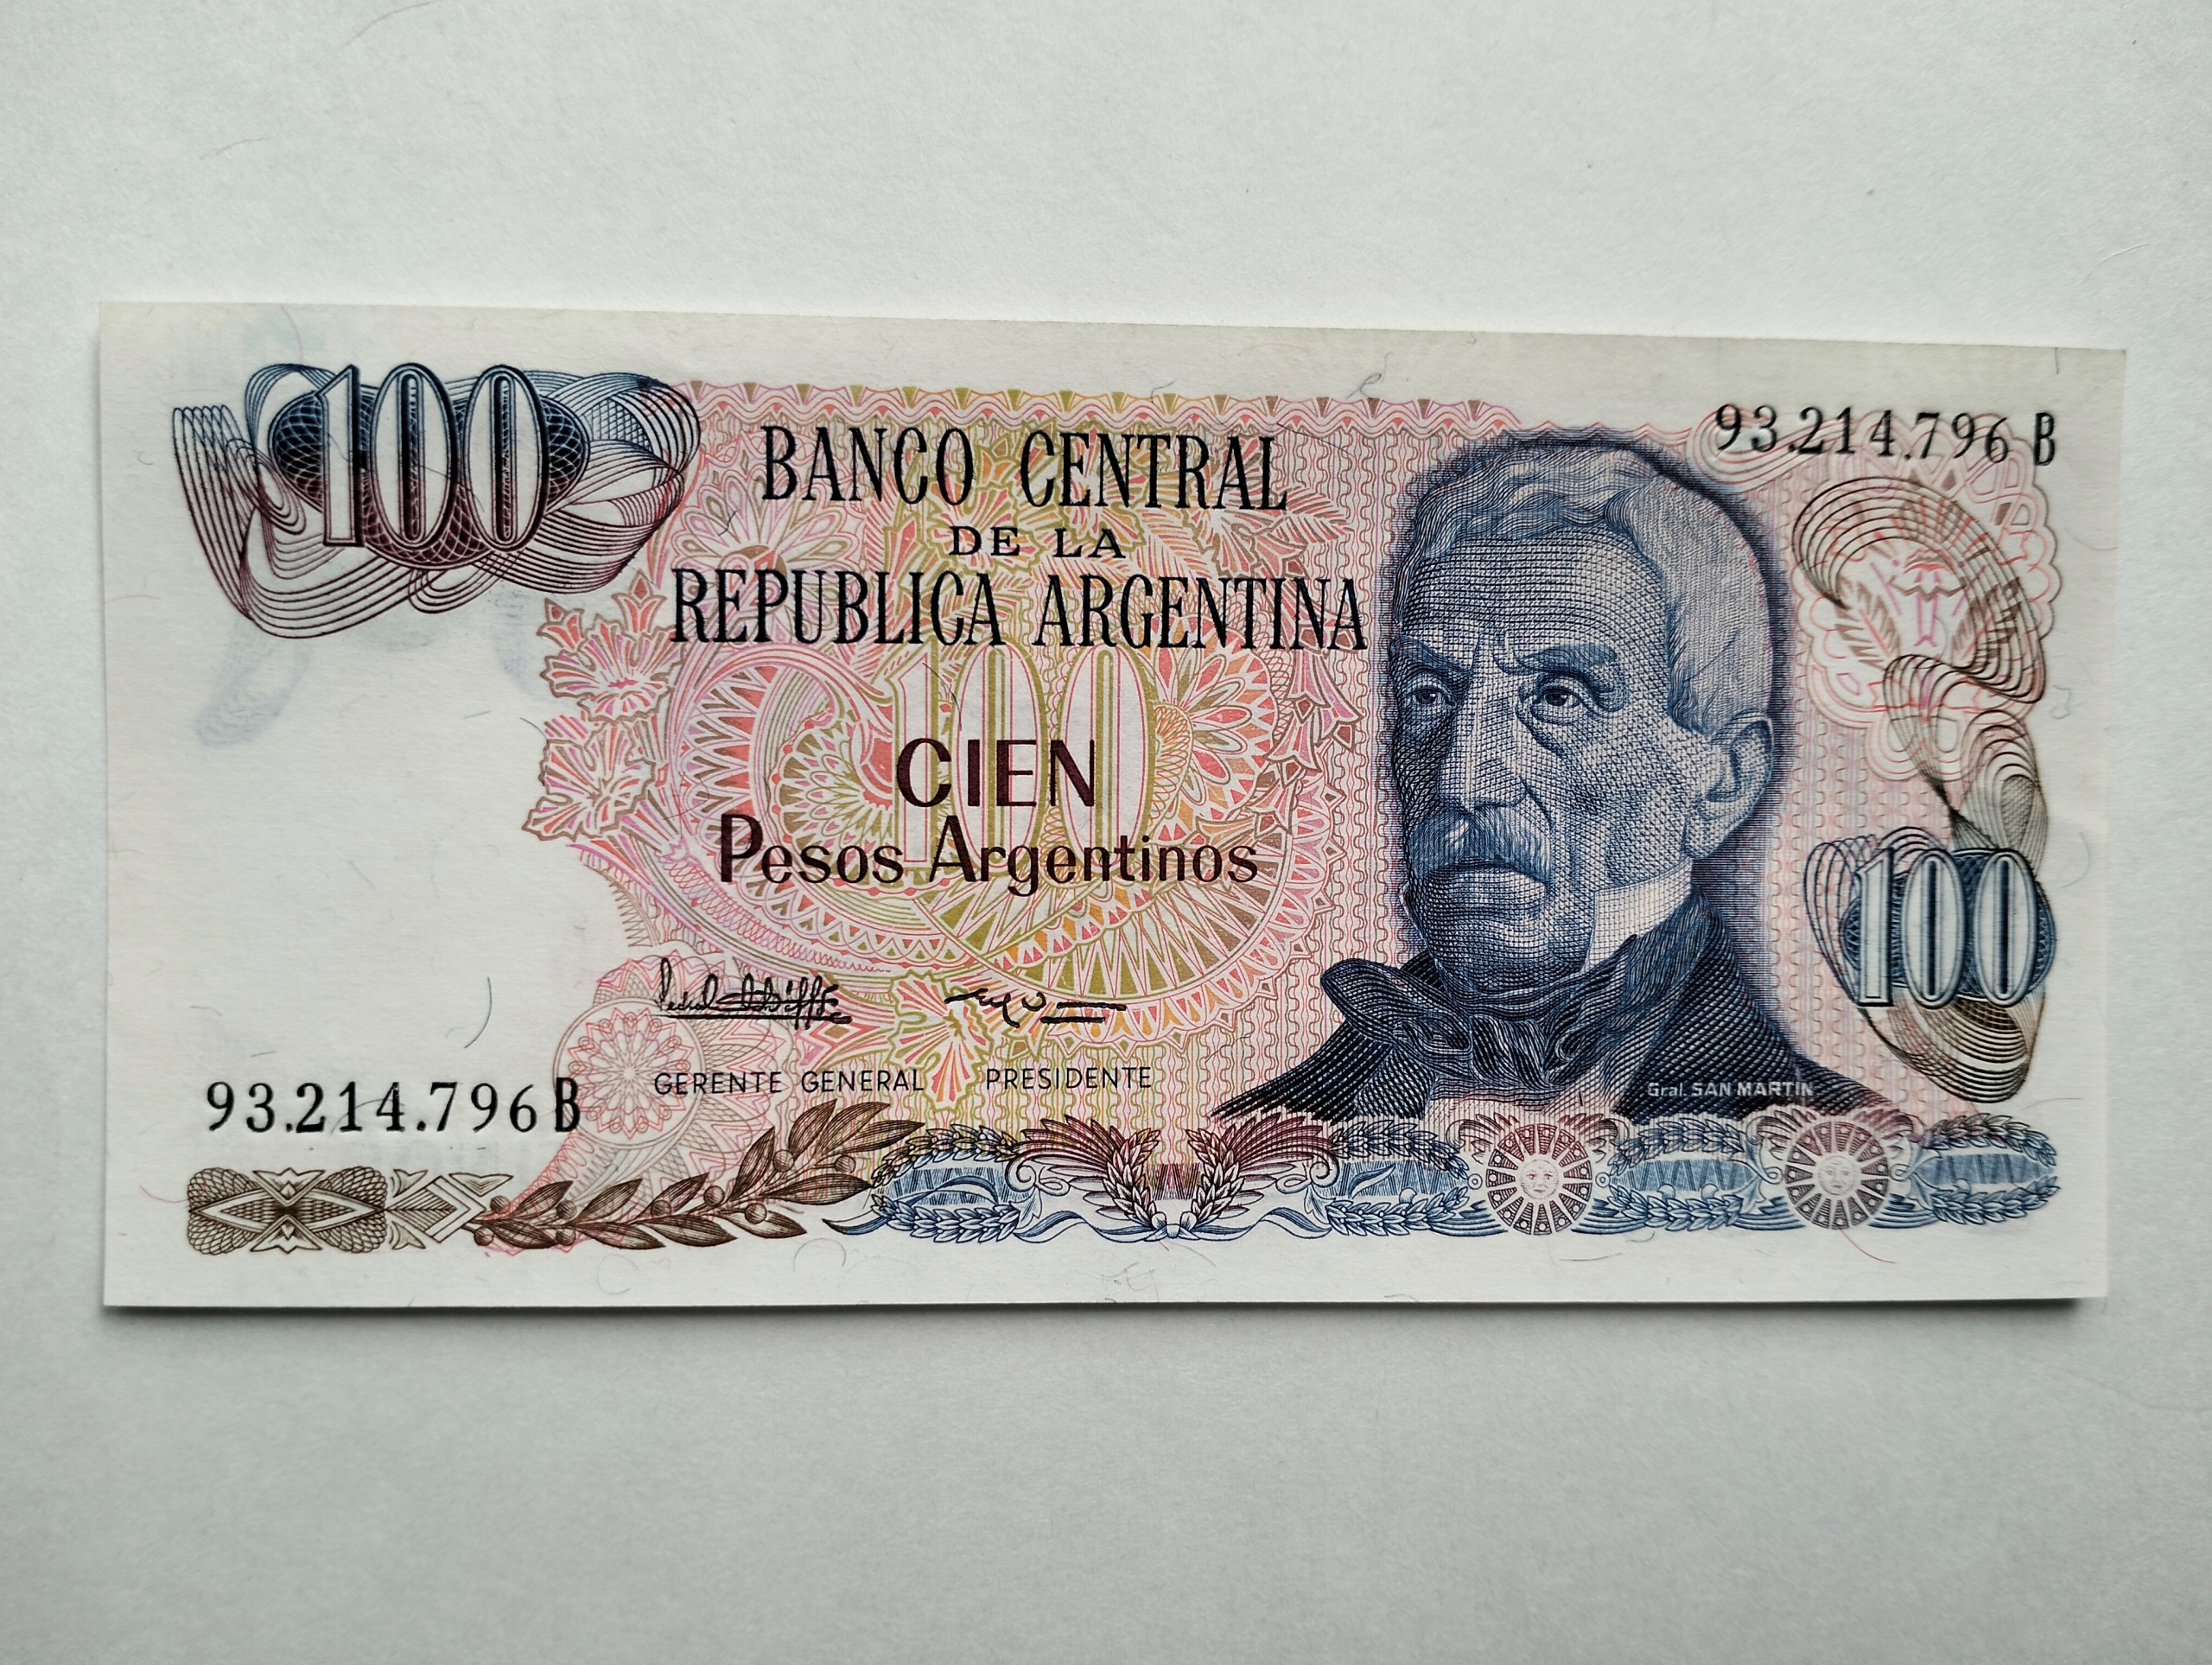 100
93.214.796 B
BANCO CENTRAL
DE LA
REPUBLICA ARGENTINA
100
CIEN
Pesos Argentinos
100
GERENTE GENERAL PRESIDENTE
Gral. SAN MARTIN
93.214.796 B